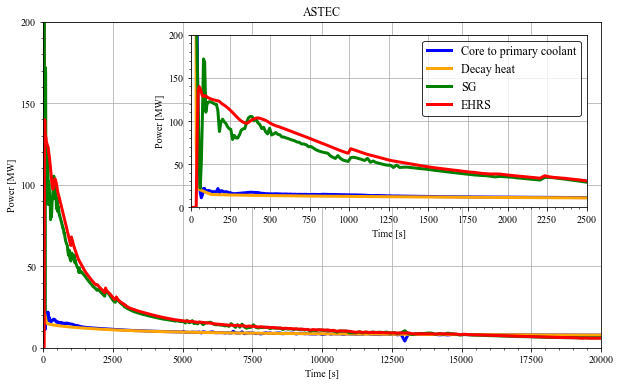 ASTEC
200
150
100
50
0
Power [MW]
0 2500 5000 7500 10000 12500 15000 17500 20000
Time [s]
200
150
100
50
0
Power [MW]
0 250 500 750 1000 1250 1500 1750 2000 2250 2500
Time [s]
Core to primary coolant
Decay heat
SG
EHRS